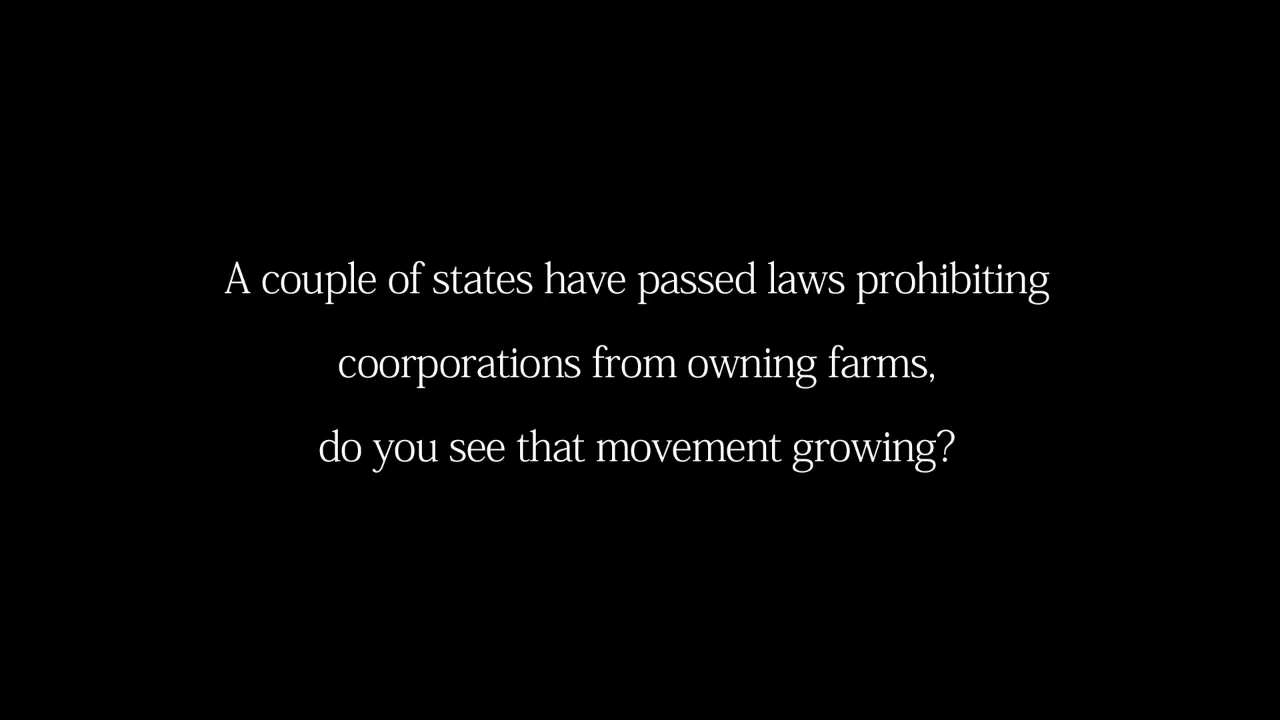 A couple of states have passed laws prohibiting
coorporations from owning farms,
do you see that movement growing?